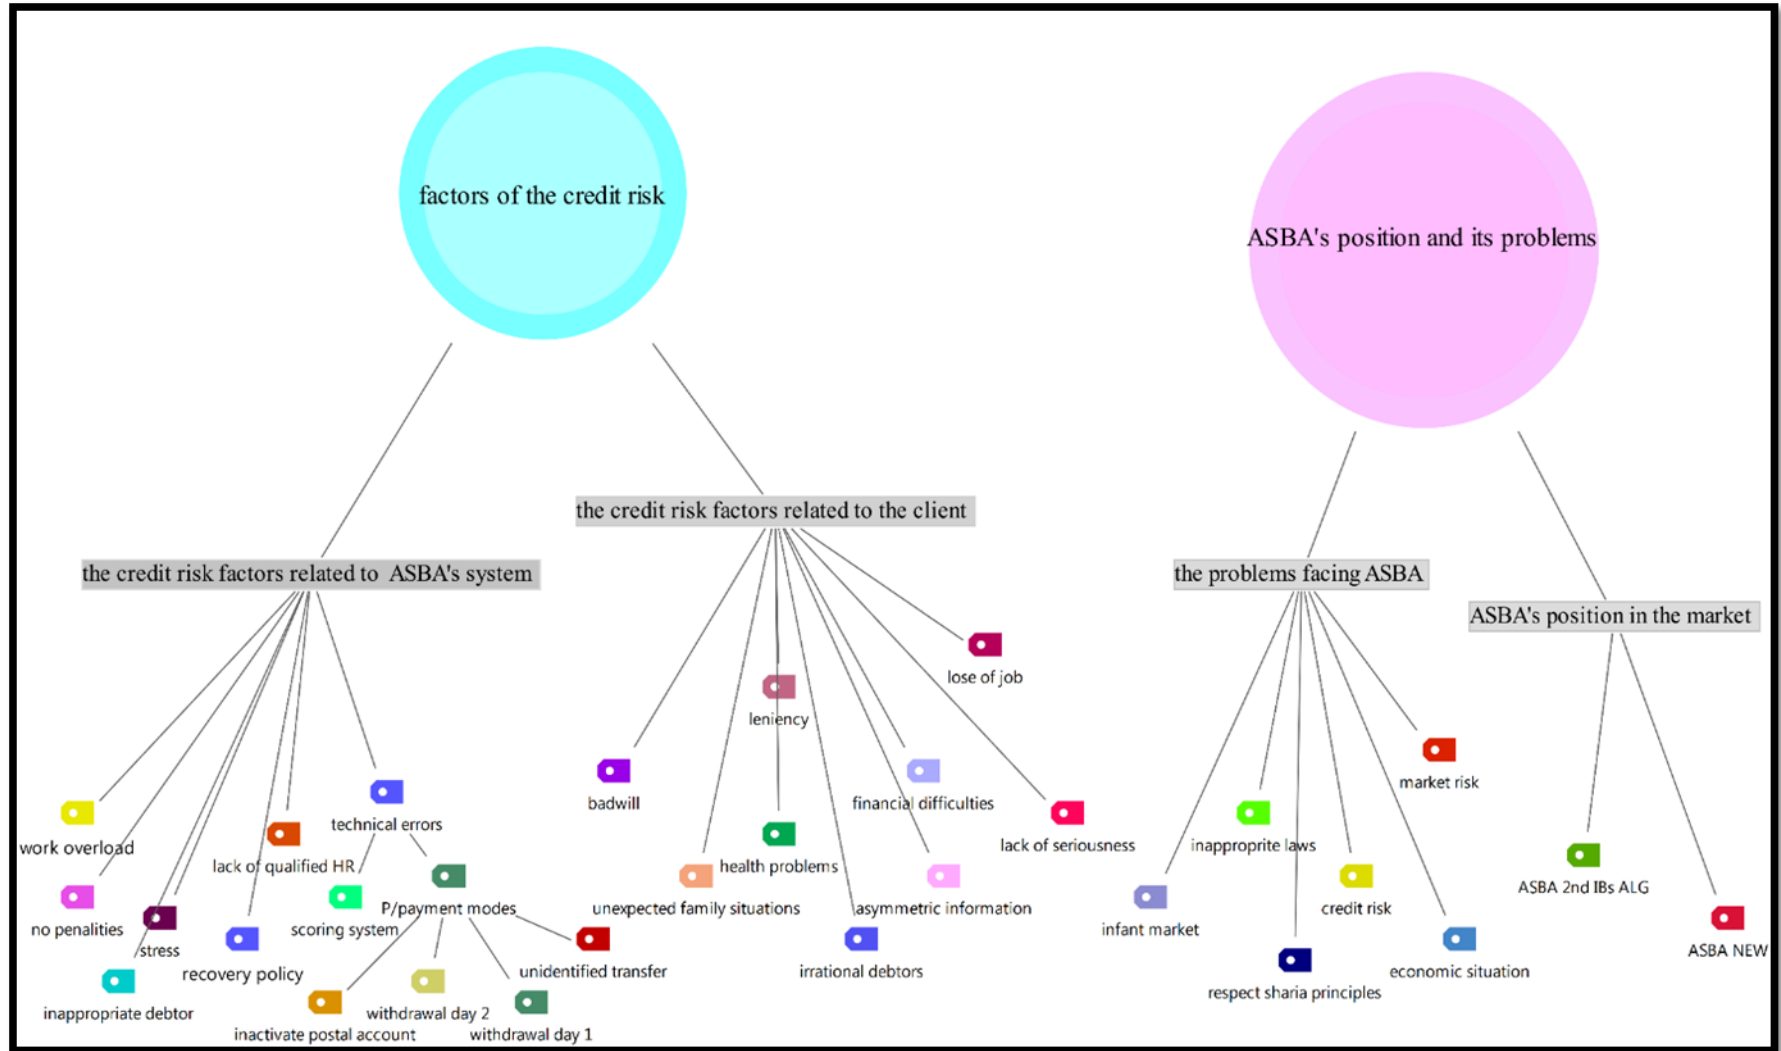 factors of the credit risk
ASBA's position and its problems
the credit risk factors related to the client
the credit risk factors related to ASBA's system
the problems facing ASBA
ASBA's position in the market
lose of job
leniency
market risk
badwill
financial difficulties
technical errors
work overload
lack of qualified HR
health problems
lack of seriousness
inapproprite laws
ASBA 2nd IBs ALG
P/payment modes
unexpected family situations
asymmetric information
credit risk
no penalities
scoring system
infant market
stress
ASBA NEW
recovery policy
unidentified transfer
irrational debtors
economic situation
respect sharia principles
inappropriate debtor
withdrawal day 2
inactivate postal account
withdrawal day 1